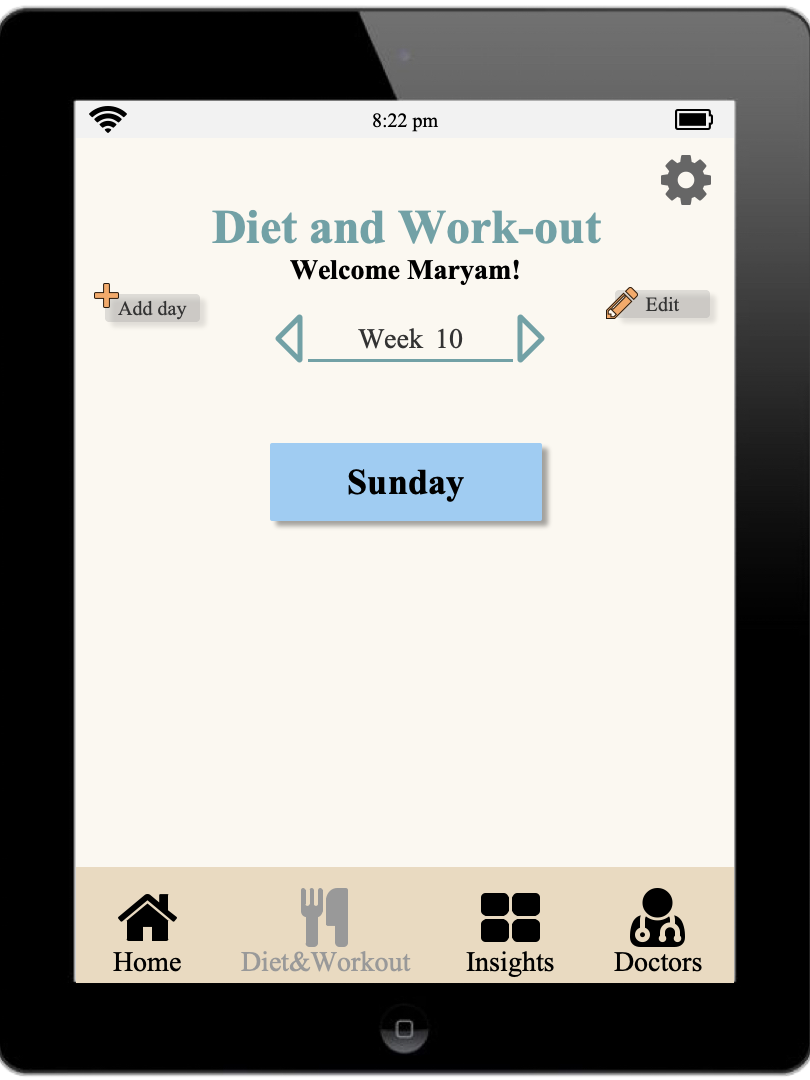 8:22 pm
Diet and Work-out
Welcome Maryam!
Add day
Edit
Week 10
Sunday
Home
Diet&Workout
Insights
Doctors